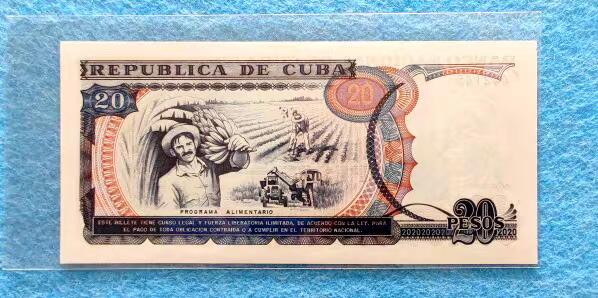 REPUBLICA DE CUBA
20
20
PROGRAMA ALIMENTARIO
ESTE BILLETE TIENE CURSO LEGAL Y FUERZA LIBERATORIA ILIMITADA, DE ACUERDO CON LA LEY, PARA
EL PAGO DE TODA OBLIGACION CONTRAIDA O A CUMPLIR EN EL TERRITORIO NACIONAL.
20
PESOS